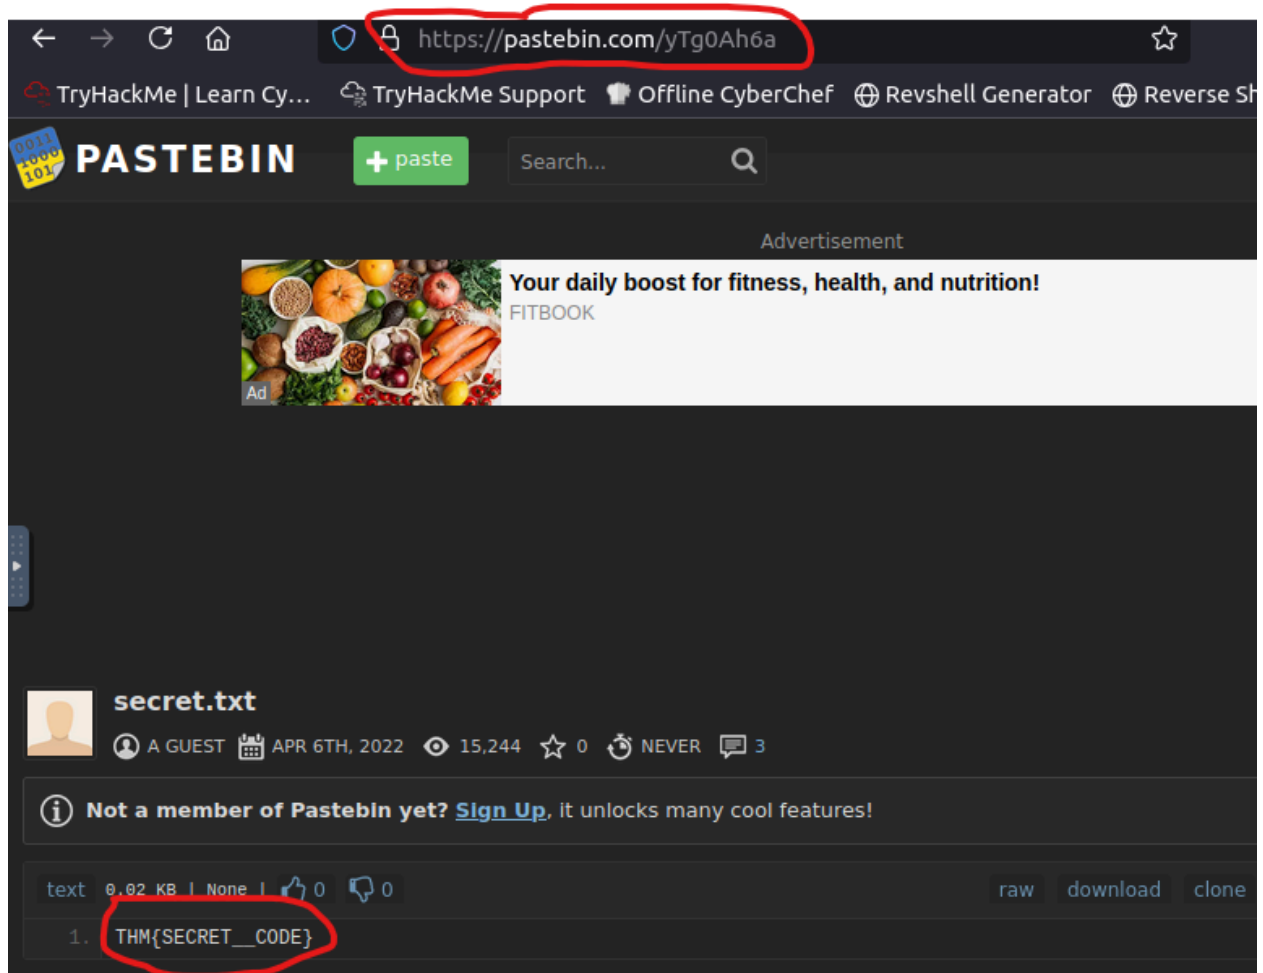 https://pastebin.com/yTg0Ah6a
TryHackMe | Learn Cy... TryHackMe Support Offline CyberChef Revshell Generator Reverse Sh
0011 1000 101 PASTEBIN + paste Search...
Advertisement
Your daily boost for fitness, health, and nutrition!
FITBOOK
Ad
secret.txt
A GUEST APR 6TH, 2022 15,244 0 NEVER 3
Not a member of Pastebin yet? Sign Up, it unlocks many cool features!
text 0.02 KB | None | 0 0 raw download clone
1. THM{SECRET__CODE}